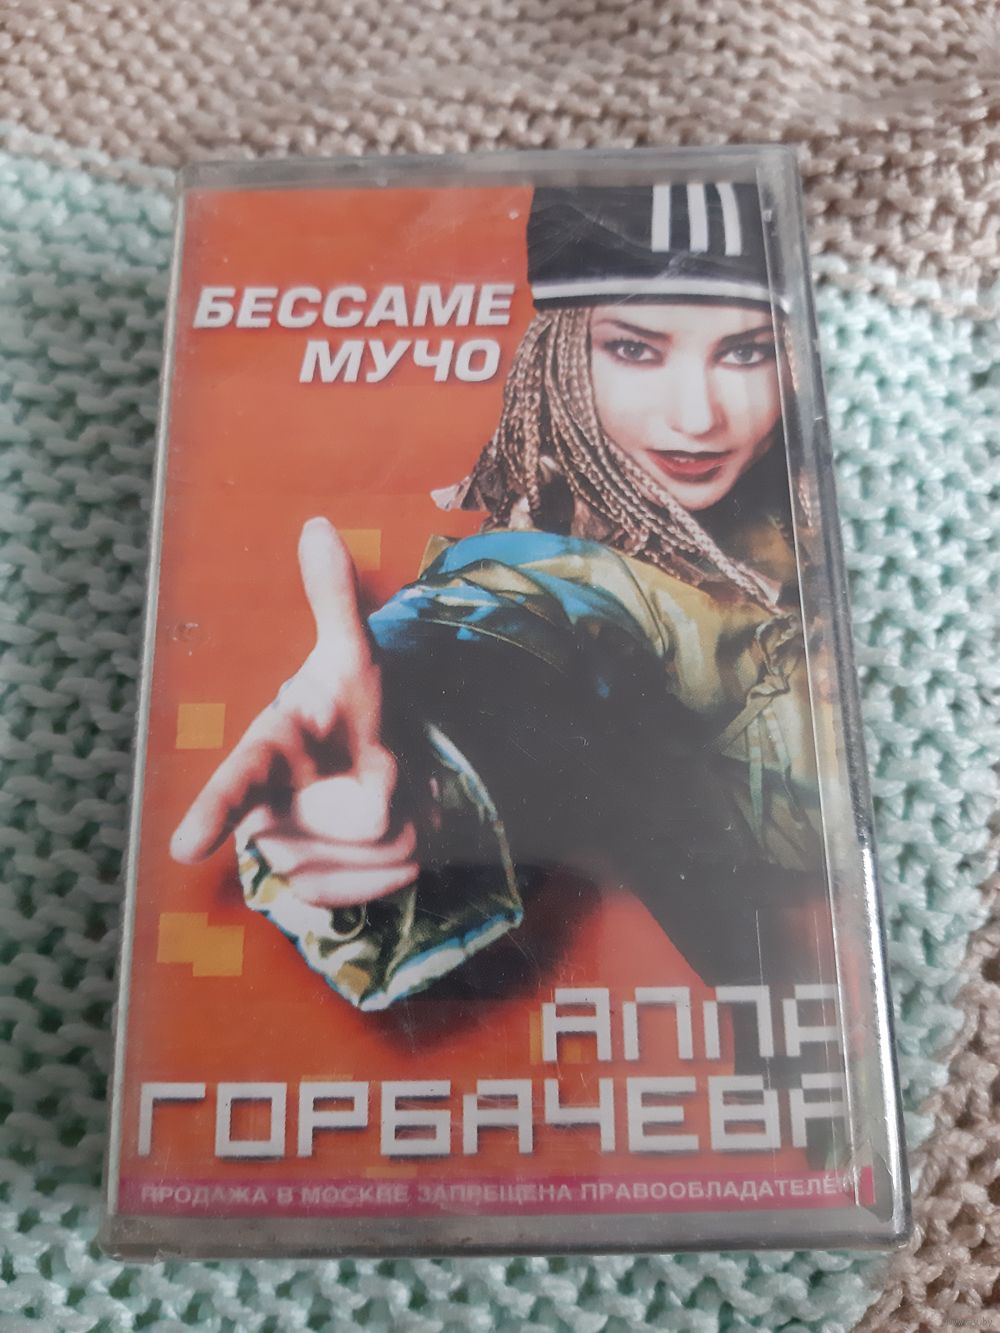 БЕССАМЕ
МУЧО
АЛЛА
ГОРБАЧЕВА
ПРОДАЖА В МОСКВЕ ЗАПРЕЩЕНА ПРАВООБЛАДАТЕЛЕМ